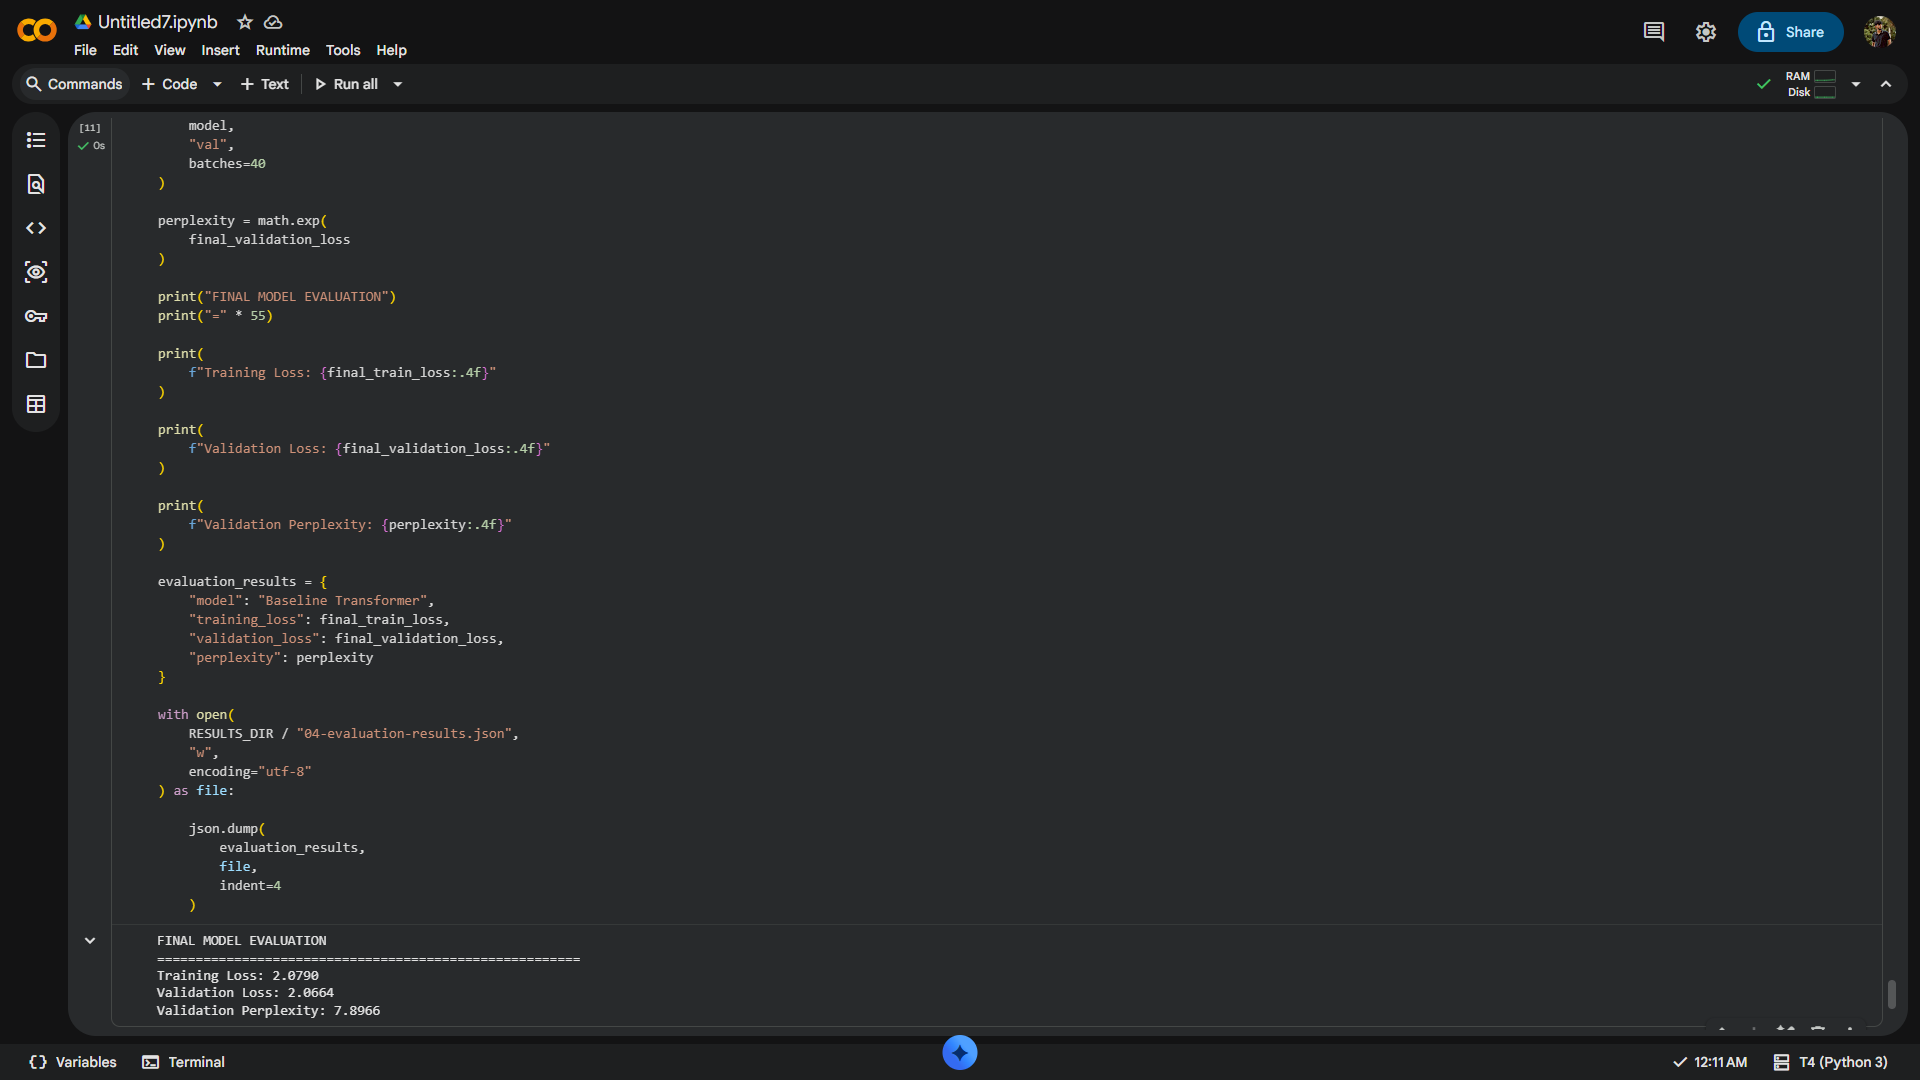 Untitled7.ipynb
File Edit View Insert Runtime Tools Help
Share
Commands + Code + Text Run all
RAM
Disk
[11]
0s
model,
"val",
batches=40
)
perplexity = math.exp(
final_validation_loss
)
print("FINAL MODEL EVALUATION")
print("=" * 55)
print(
f"Training Loss: {final_train_loss:.4f}"
)
print(
f"Validation Loss: {final_validation_loss:.4f}"
)
print(
f"Validation Perplexity: {perplexity:.4f}"
)
evaluation_results = {
"model": "Baseline Transformer",
"training_loss": final_train_loss,
"validation_loss": final_validation_loss,
"perplexity": perplexity
}
with open(
RESULTS_DIR / "04-evaluation-results.json",
"w",
encoding="utf-8"
) as file:
json.dump(
evaluation_results,
file,
indent=4
)
FINAL MODEL EVALUATION
=======================================================
Training Loss: 2.0790
Validation Loss: 2.0664
Validation Perplexity: 7.8966
{} Variables Terminal
12:11 AM T4 (Python 3)